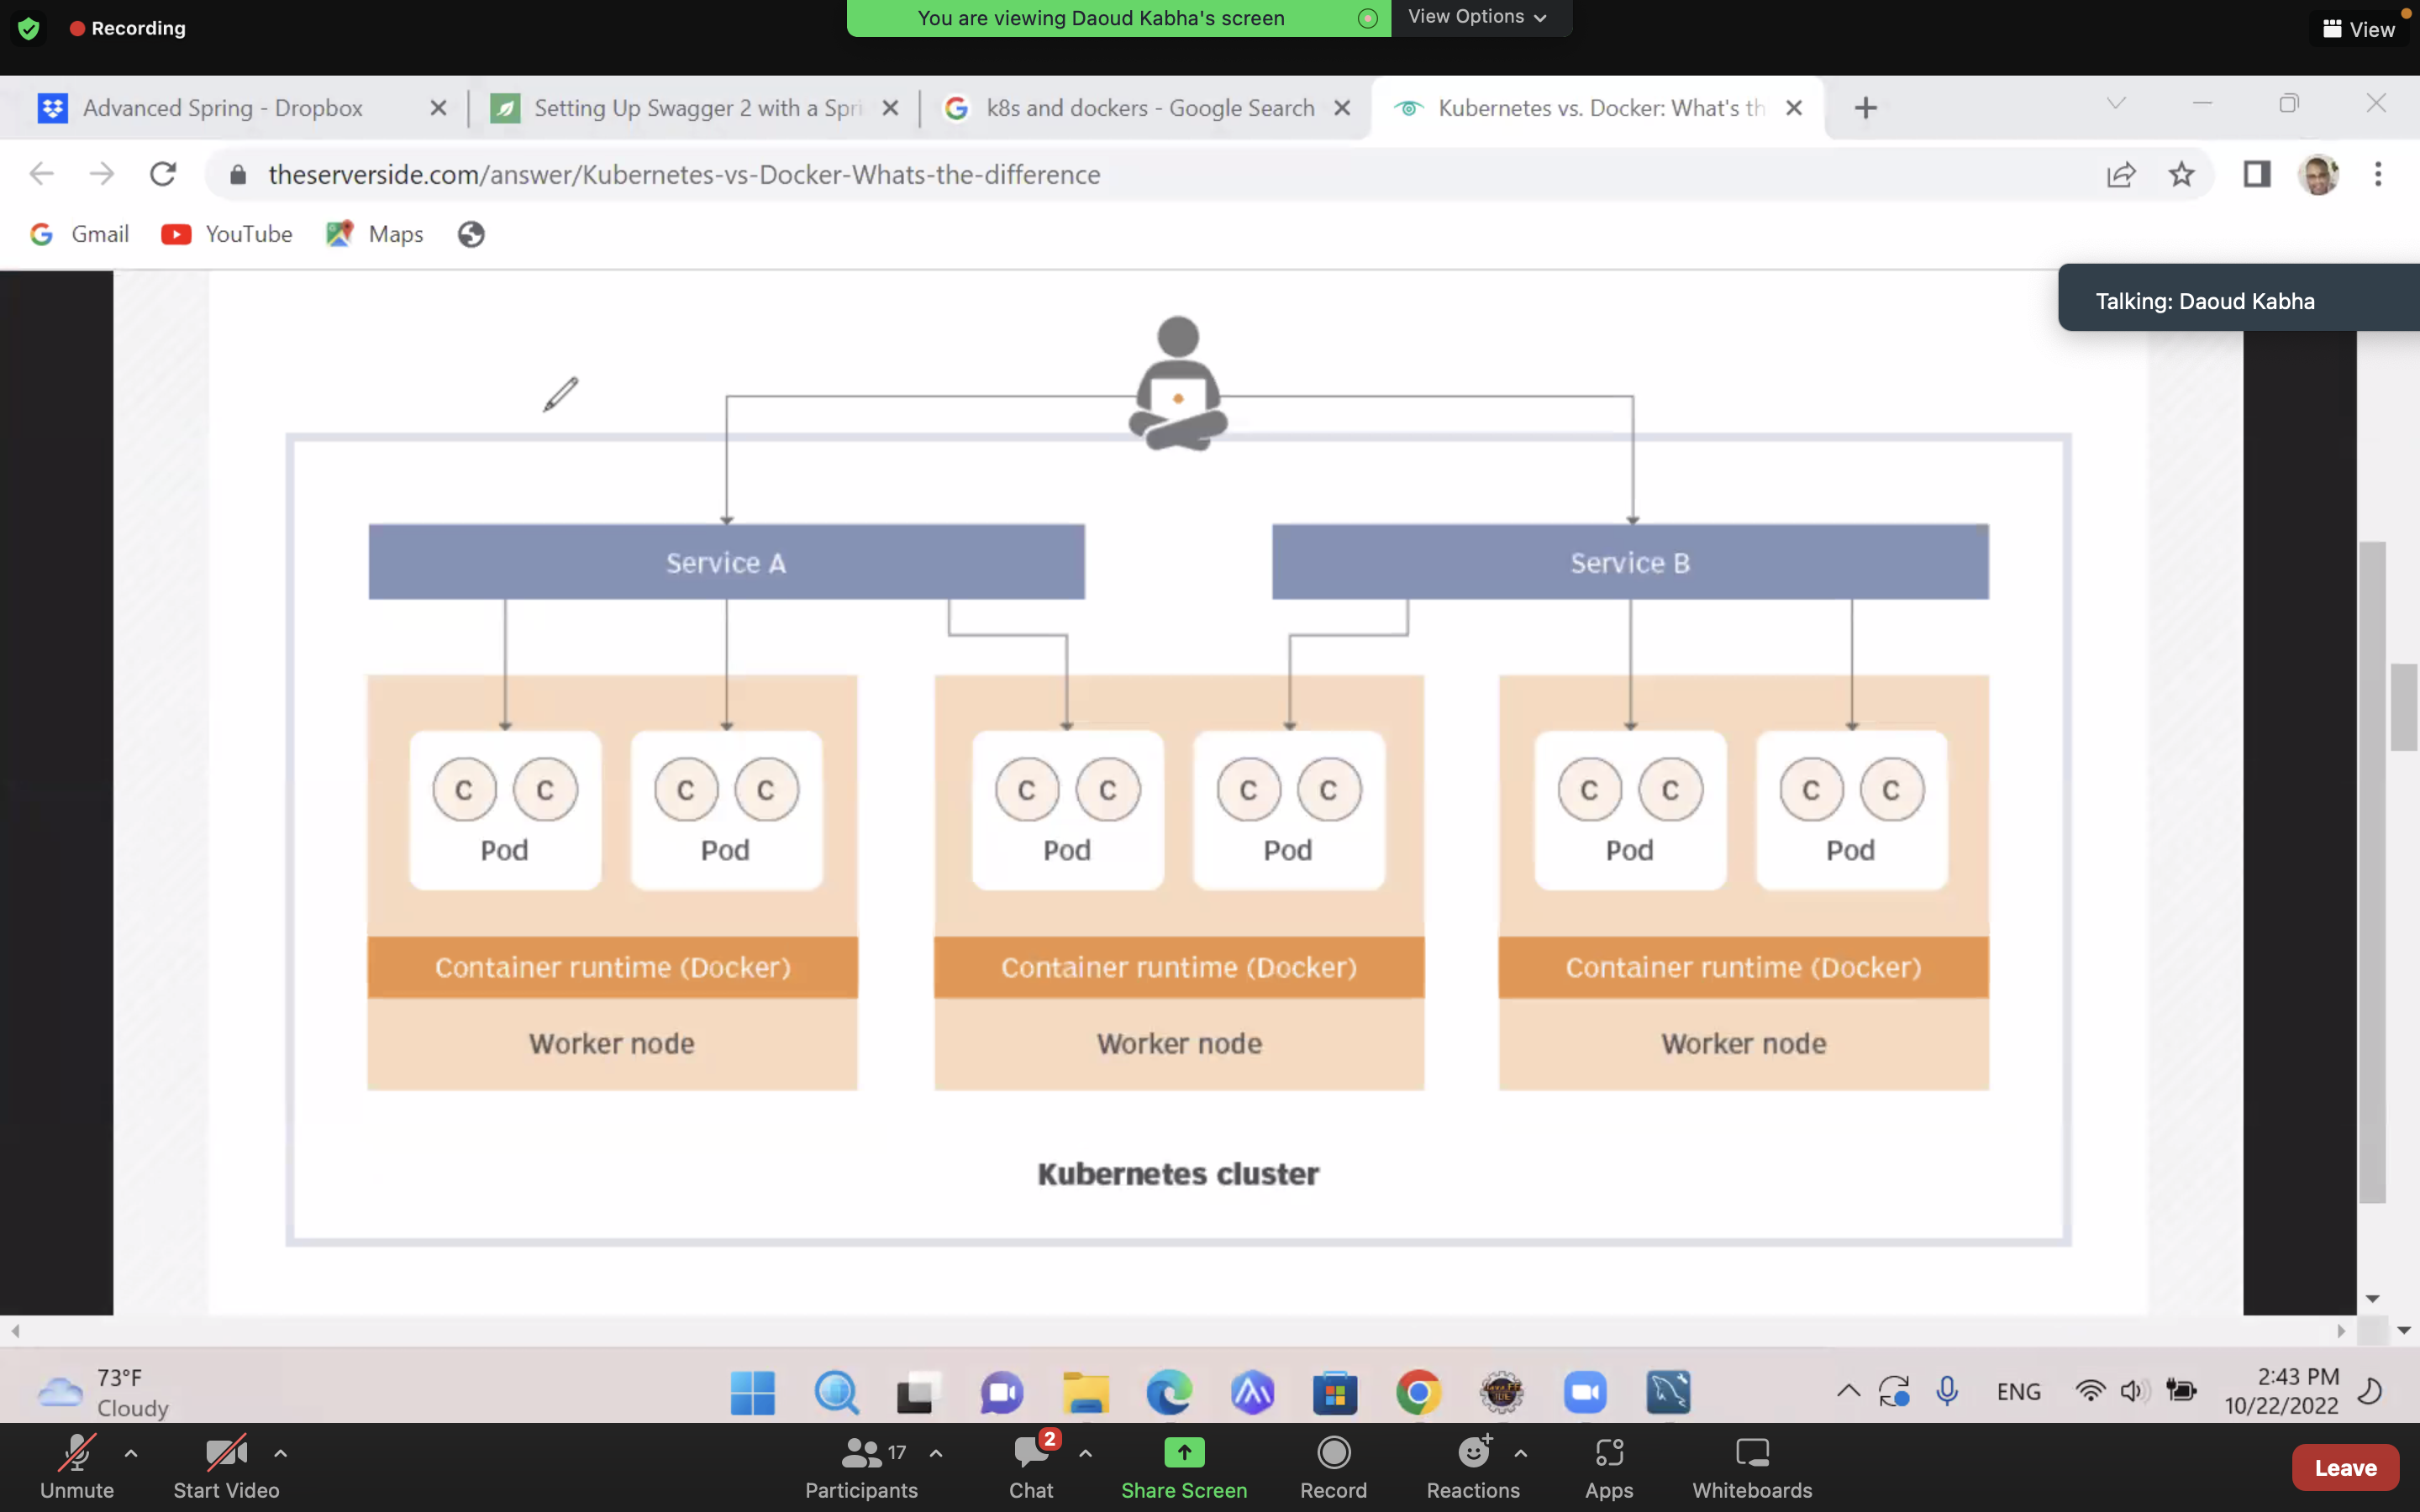 Recording
You are viewing Daoud Kabha's screen
View Options
View
Advanced Spring - Dropbox
Setting Up Swagger 2 with a Spri
k8s and dockers - Google Search
Kubernetes vs. Docker: What's th
theserverside.com/answer/Kubernetes-vs-Docker-Whats-the-difference
Gmail
YouTube
Maps
Talking: Daoud Kabha
Service A
Service B
C C
C C
C C
C C
C C
C C
Pod
Pod
Pod
Pod
Pod
Pod
Container runtime (Docker)
Container runtime (Docker)
Container runtime (Docker)
Worker node
Worker node
Worker node
Kubernetes cluster
73°F
Cloudy
ENG
2:43 PM
10/22/2022
Unmute
Start Video
17
Participants
2
Chat
Share Screen
Record
Reactions
Apps
Whiteboards
Leave